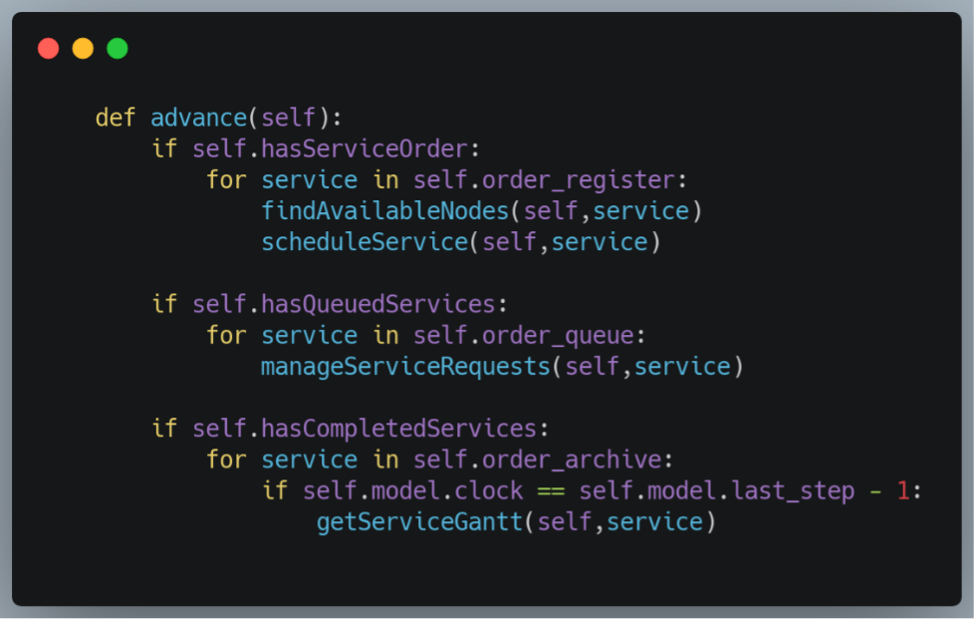 def advance(self):
    if self.hasServiceOrder:
        for service in self.order_register:
            findAvailableNodes(self,service)
            scheduleService(self,service)

    if self.hasQueuedServices:
        for service in self.order_queue:
            manageServiceRequests(self,service)

    if self.hasCompletedServices:
        for service in self.order_archive:
            if self.model.clock == self.model.last_step - 1:
                getServiceGantt(self,service)